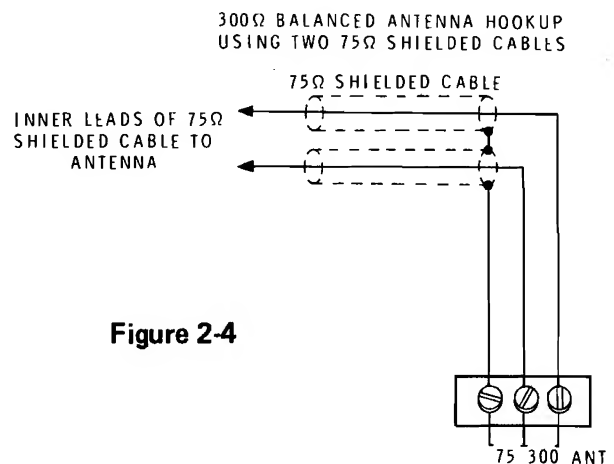 300Ω BALANCED ANTENNA HOOKUP
USING TWO 75Ω SHIELDED CABLES
75Ω SHIELDED CABLE
INNER LEADS OF 75Ω
SHIELDED CABLE TO
ANTENNA
Figure 2-4
75 300 ANT